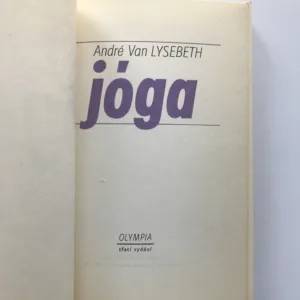 André Van LYSEBETH
jóga
OLYMPIA
třetí vydání